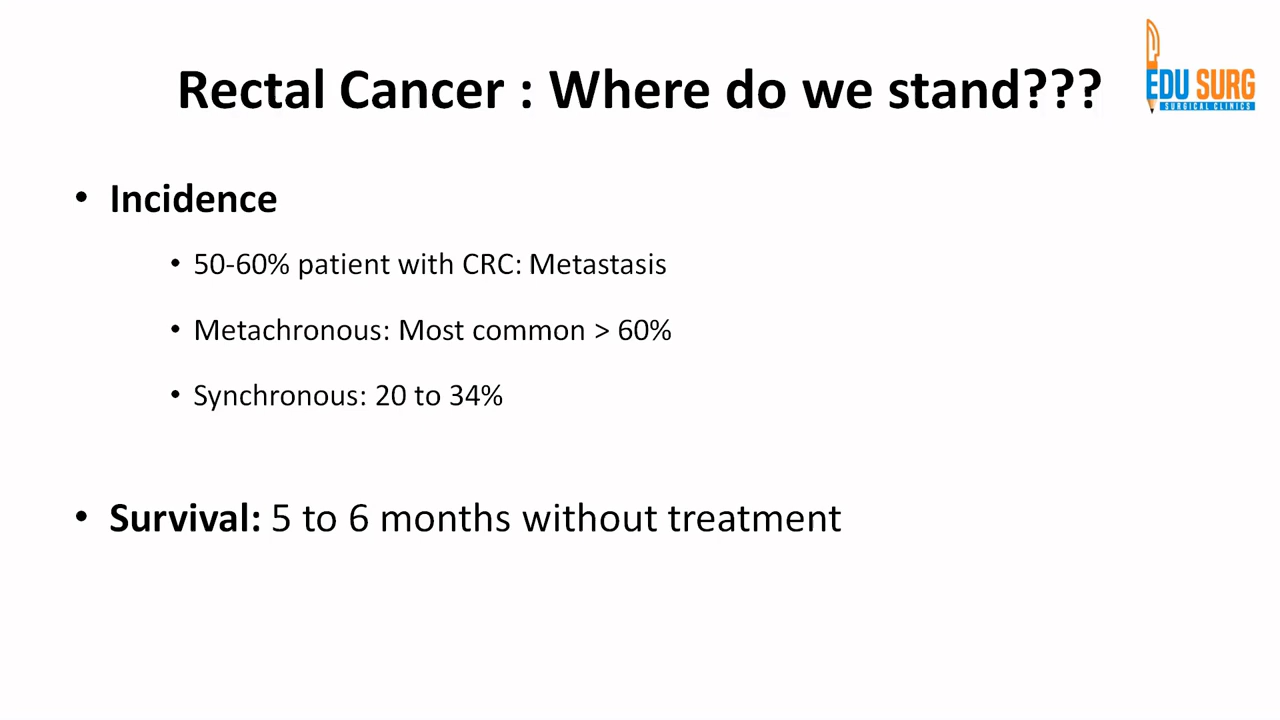 Rectal Cancer : Where do we stand???
EDU SURG
SURGICAL CLINICS
• Incidence
• 50-60% patient with CRC: Metastasis
• Metachronous: Most common > 60%
• Synchronous: 20 to 34%
• Survival: 5 to 6 months without treatment